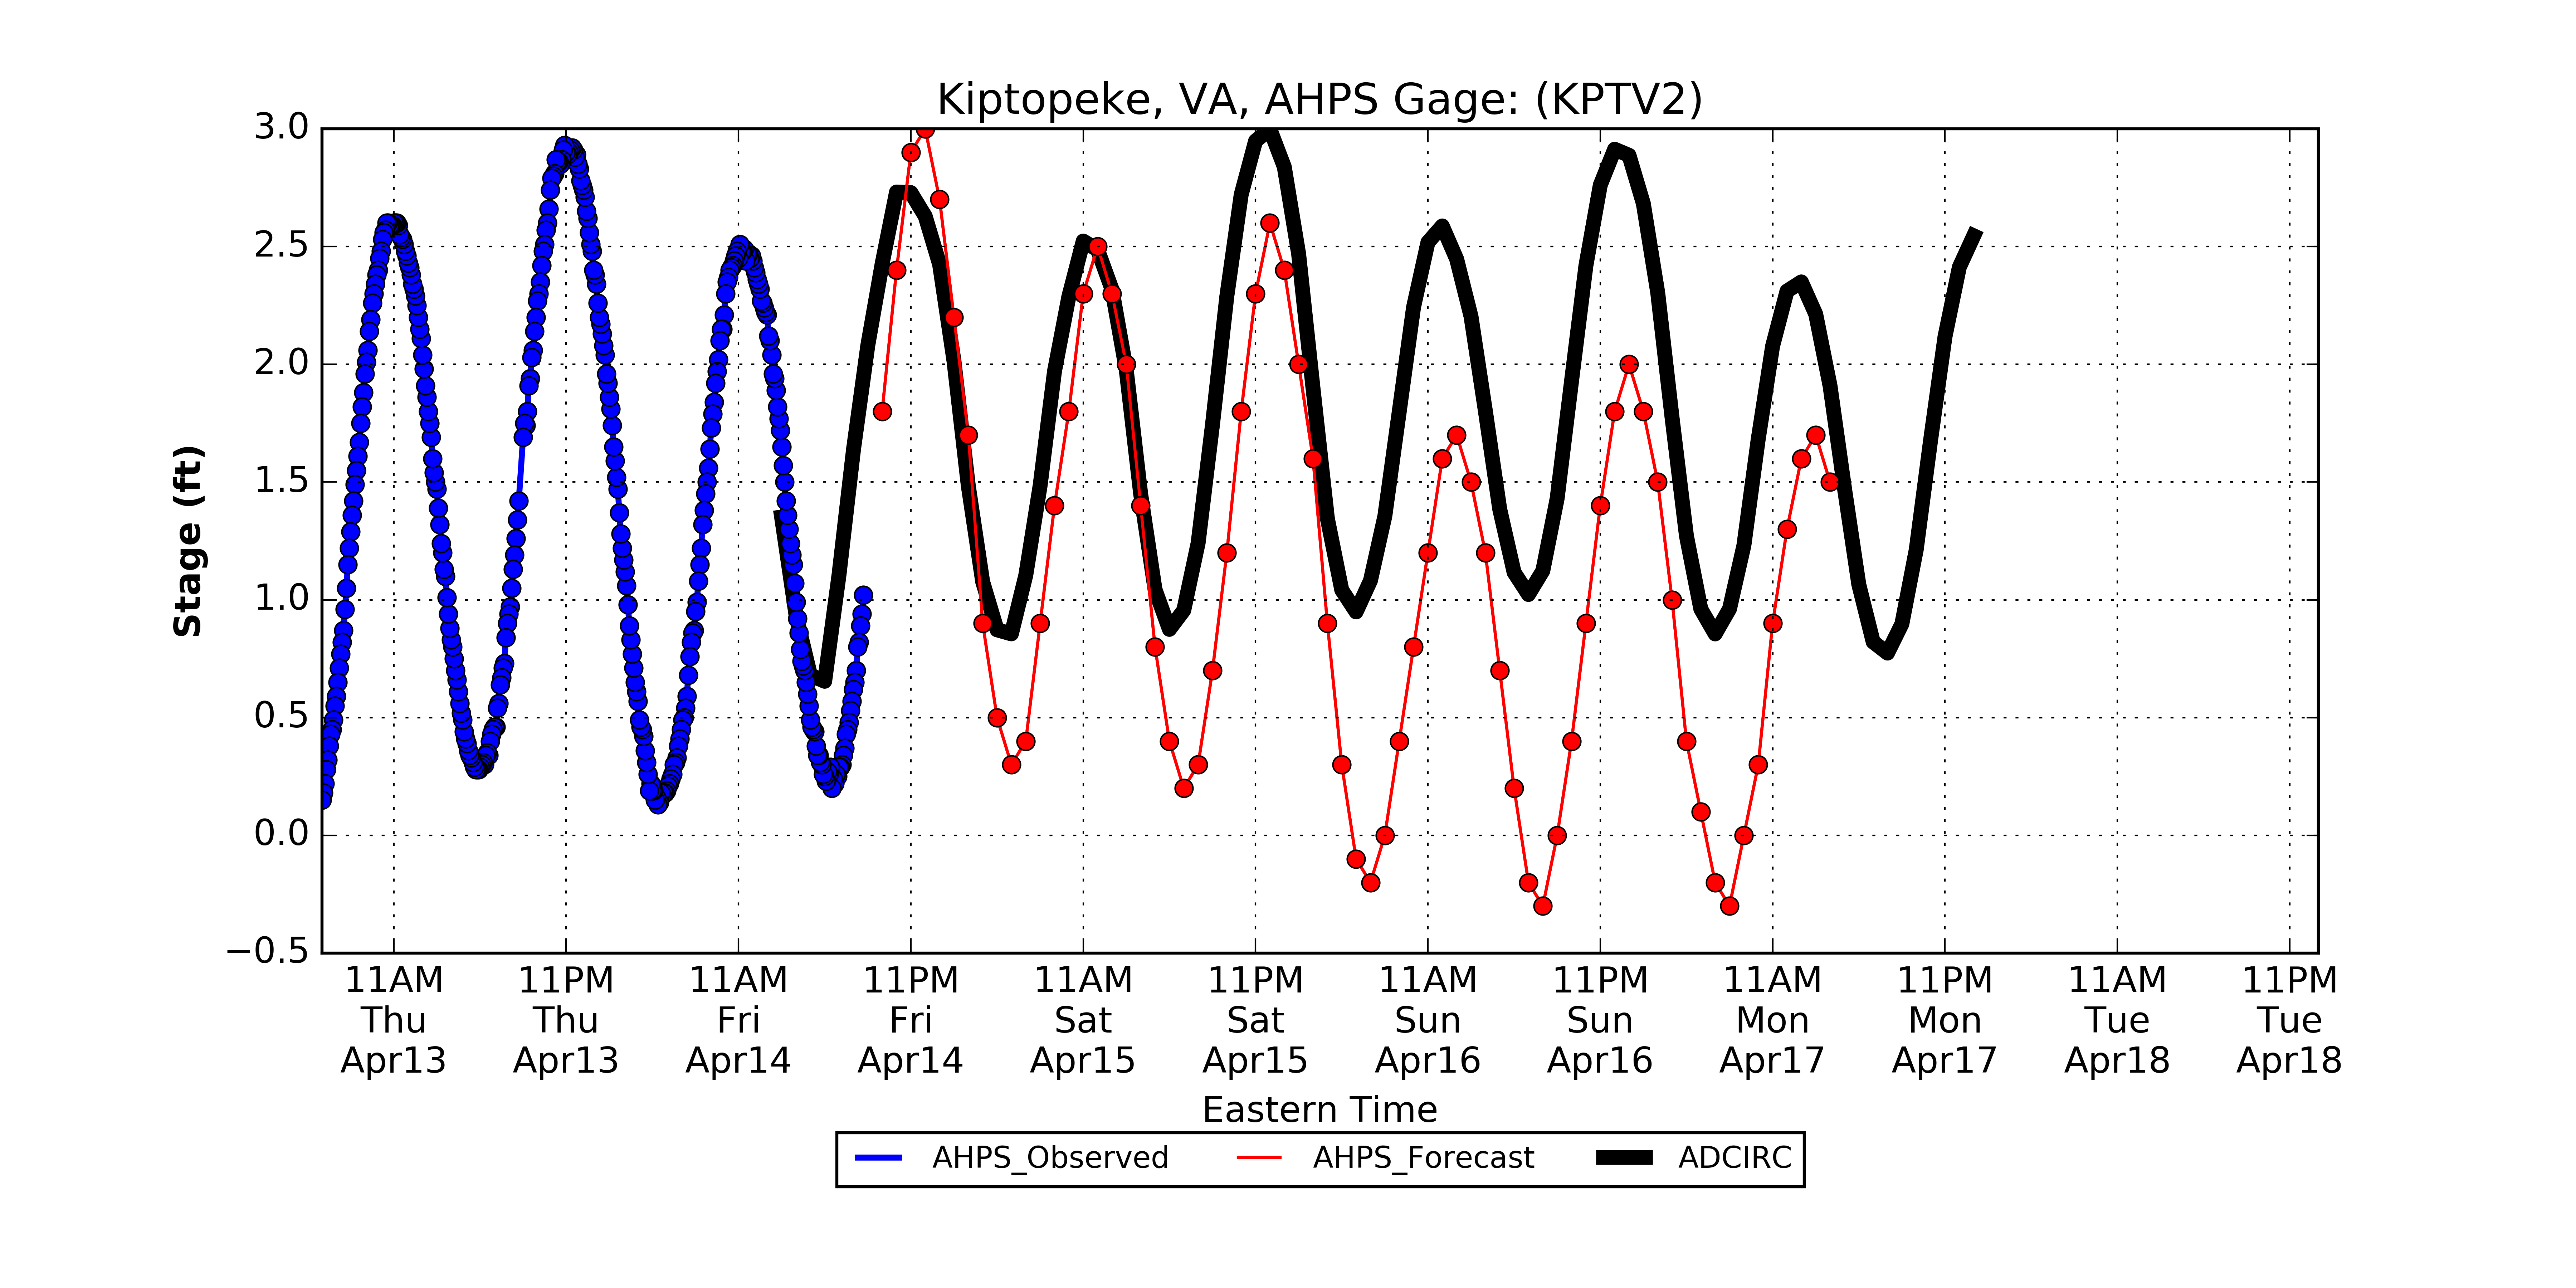 Kiptopeke, VA, AHPS Gage: (KPTV2)
Stage (ft)
3.0
2.5
2.0
1.5
1.0
0.5
0.0
−0.5
11AM 11PM 11AM 11PM 11AM 11PM 11AM 11PM 11AM 11PM 11AM 11PM
Thu Thu Fri Fri Sat Sat Sun Sun Mon Mon Tue Tue
Apr13 Apr13 Apr14 Apr14 Apr15 Apr15 Apr16 Apr16 Apr17 Apr17 Apr18 Apr18
Eastern Time
AHPS_Observed AHPS_Forecast ADCIRC